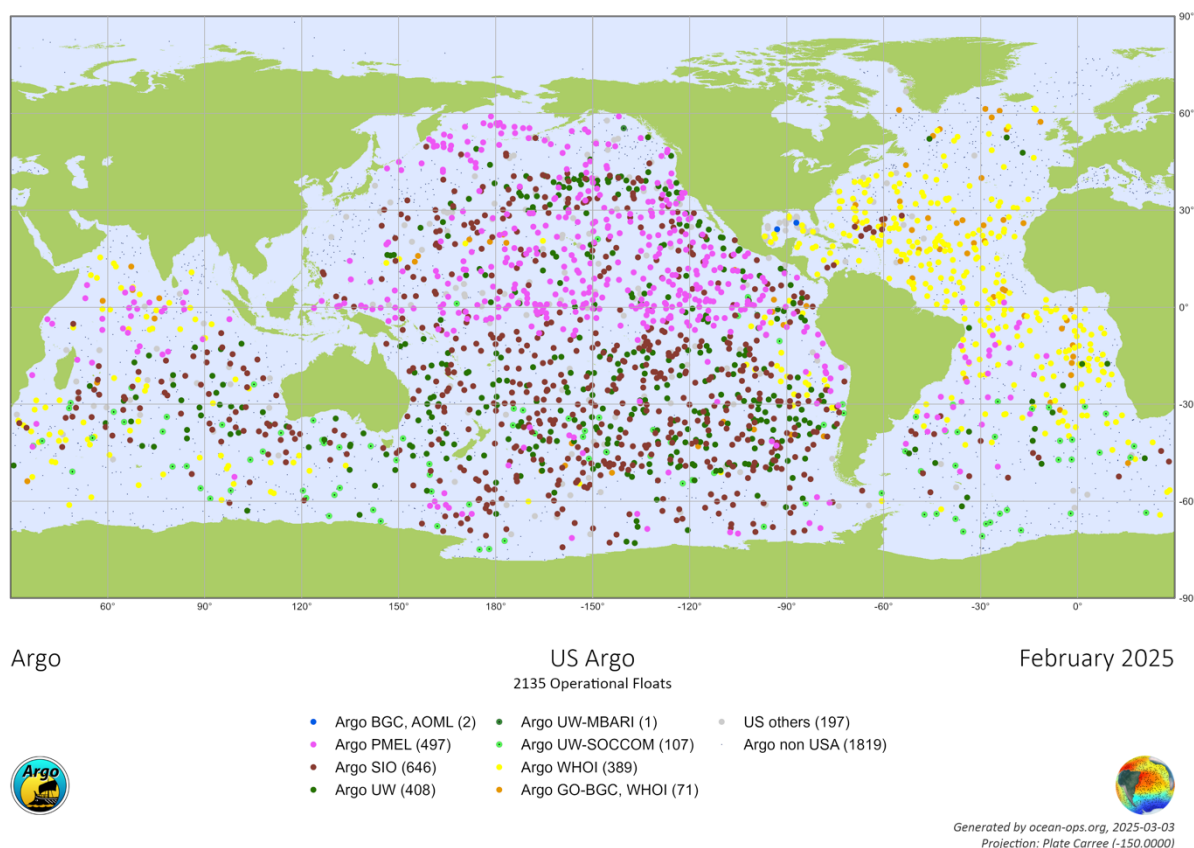 90°
60°
30°
0°
-30
-60
-90
60° 90° 120° 150° 180° -150° -120° -90° -60° -30° 0°
Argo US Argo February 2025
2135 Operational Floats
Argo BGC, AOML (2) Argo UW-MBARI (1) US others (197)
Argo PMEL (497) Argo UW-SOCCOM (107) Argo non USA (1819)
Argo SIO (646) Argo WHOI (389)
Argo UW (408) Argo GO-BGC, WHOI (71)
Argo
Generated by ocean-ops.org, 2025-03-03
Projection: Plate Carree (-150.0000)